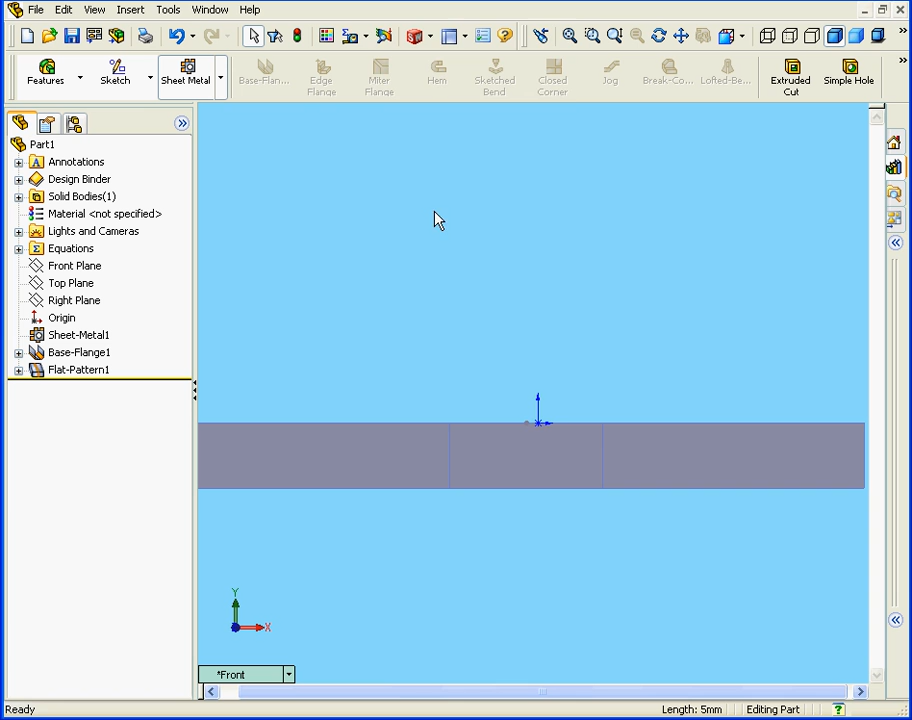 File Edit View Insert Tools Window Help
Features Sketch Sheet Metal Base-Flan... Edge Flange Miter Flange Hem Sketched Bend Closed Corner Jog Break-Co... Lofted-Be... Extruded Cut Simple Hole
Part1
Annotations
Design Binder
Solid Bodies(1)
Material <not specified>
Lights and Cameras
Equations
Front Plane
Top Plane
Right Plane
Origin
Sheet-Metal1
Base-Flange1
Flat-Pattern1
Y
X
*Front
Ready Length: 5mm Editing Part